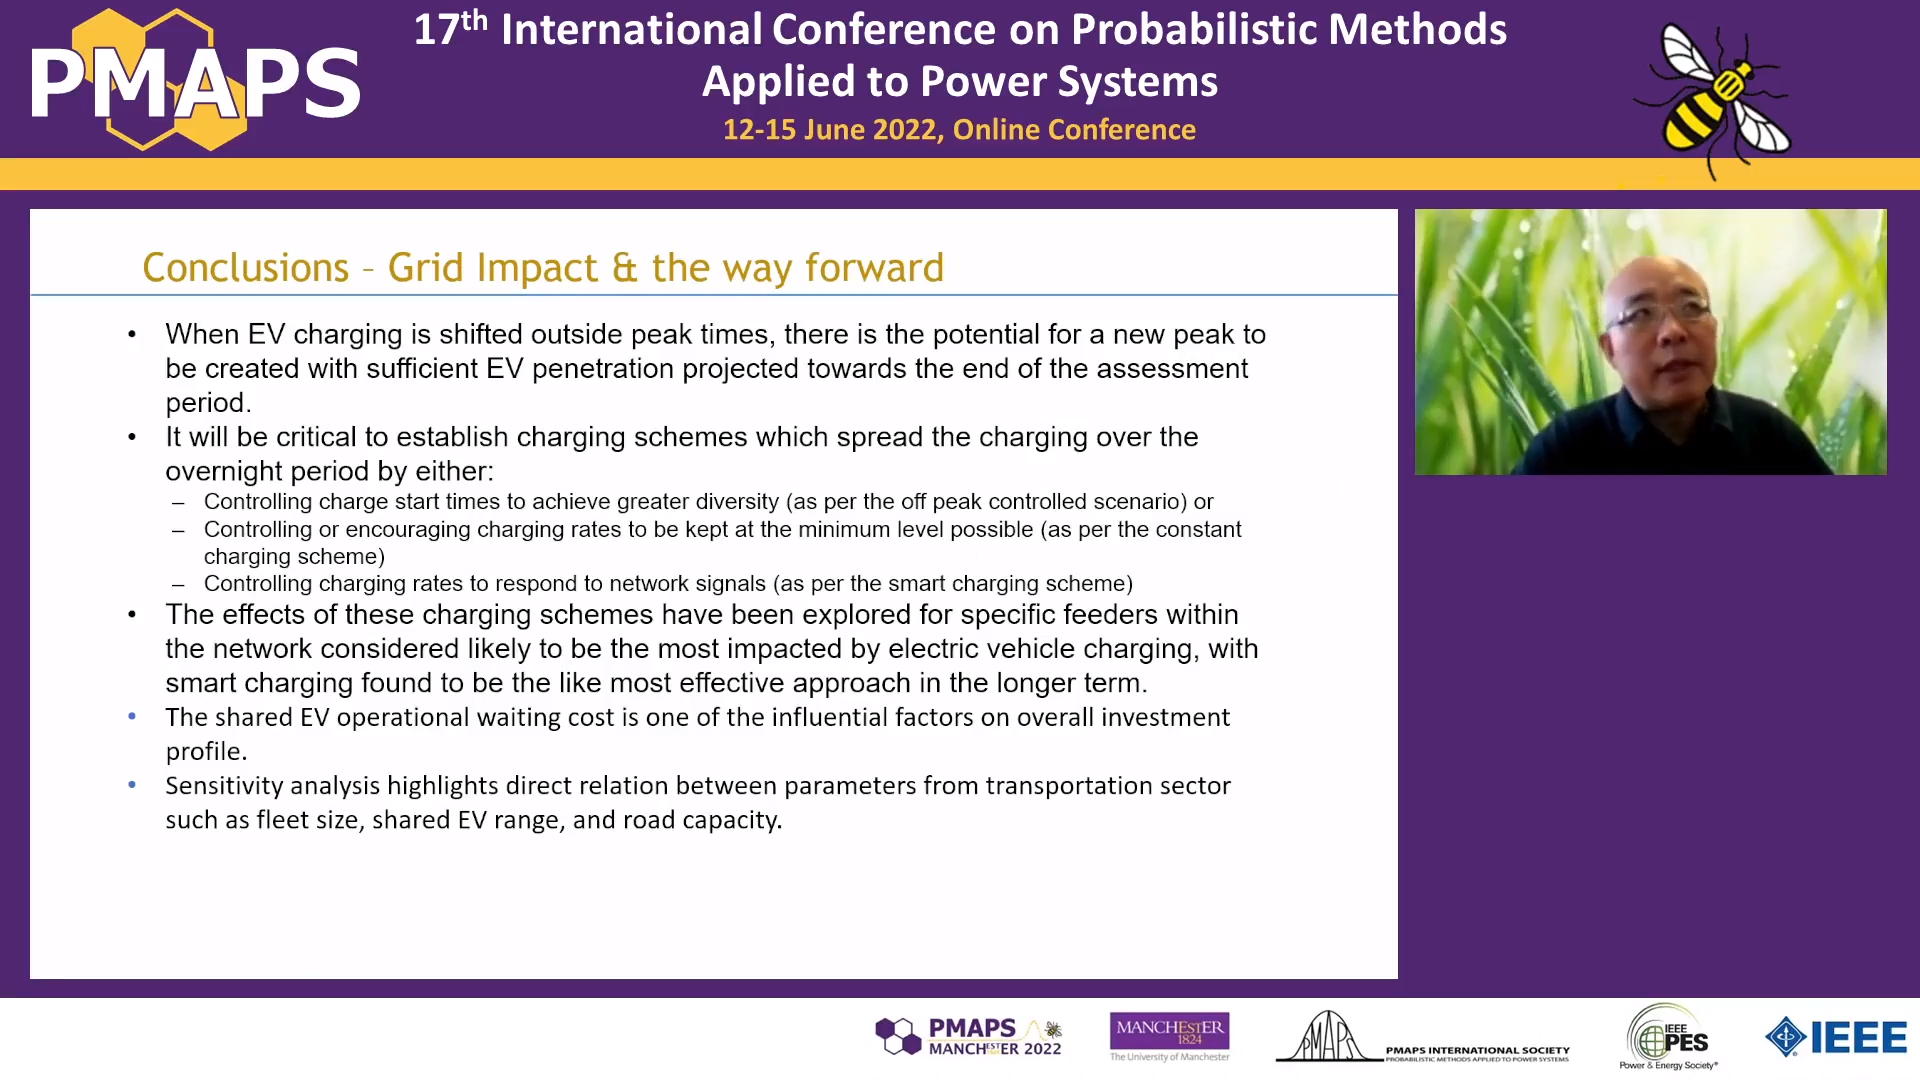 PMAPS
17th International Conference on Probabilistic Methods
Applied to Power Systems
12-15 June 2022, Online Conference
Conclusions – Grid Impact & the way forward
• When EV charging is shifted outside peak times, there is the potential for a new peak to
be created with sufficient EV penetration projected towards the end of the assessment
period.
• It will be critical to establish charging schemes which spread the charging over the
overnight period by either:
– Controlling charge start times to achieve greater diversity (as per the off peak controlled scenario) or
– Controlling or encouraging charging rates to be kept at the minimum level possible (as per the constant
charging scheme)
– Controlling charging rates to respond to network signals (as per the smart charging scheme)
• The effects of these charging schemes have been explored for specific feeders within
the network considered likely to be the most impacted by electric vehicle charging, with
smart charging found to be the like most effective approach in the longer term.
• The shared EV operational waiting cost is one of the influential factors on overall investment
profile.
• Sensitivity analysis highlights direct relation between parameters from transportation sector
such as fleet size, shared EV range, and road capacity.
PMAPS
MANCHESTER 2022
MANCHESTER
1824
The University of Manchester
PMAPS
PMAPS INTERNATIONAL SOCIETY
PROBABILISTIC METHODS APPLIED TO POWER SYSTEMS
IEEE
PES
Power & Energy Society®
IEEE